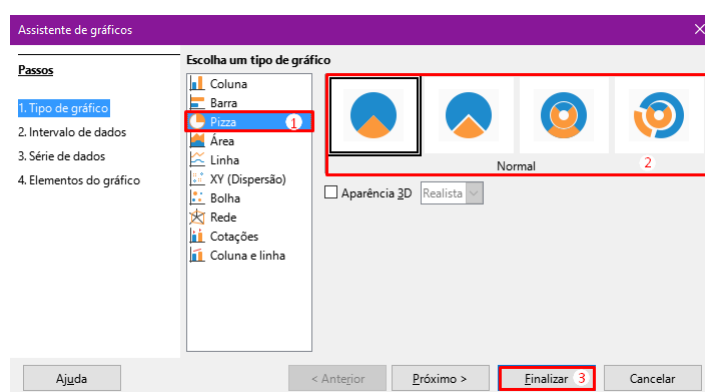 Assistente de gráficos
Passos
1. Tipo de gráfico
2. Intervalo de dados
3. Série de dados
4. Elementos do gráfico
Escolha um tipo de gráfico
Coluna
Barra
Pizza 1
Área
Linha
XY (Dispersão)
Bolha
Rede
Cotações
Coluna e linha
Normal 2
Aparência 3D Realista
Ajuda
< Anterior
Próximo >
Finalizar 3
Cancelar